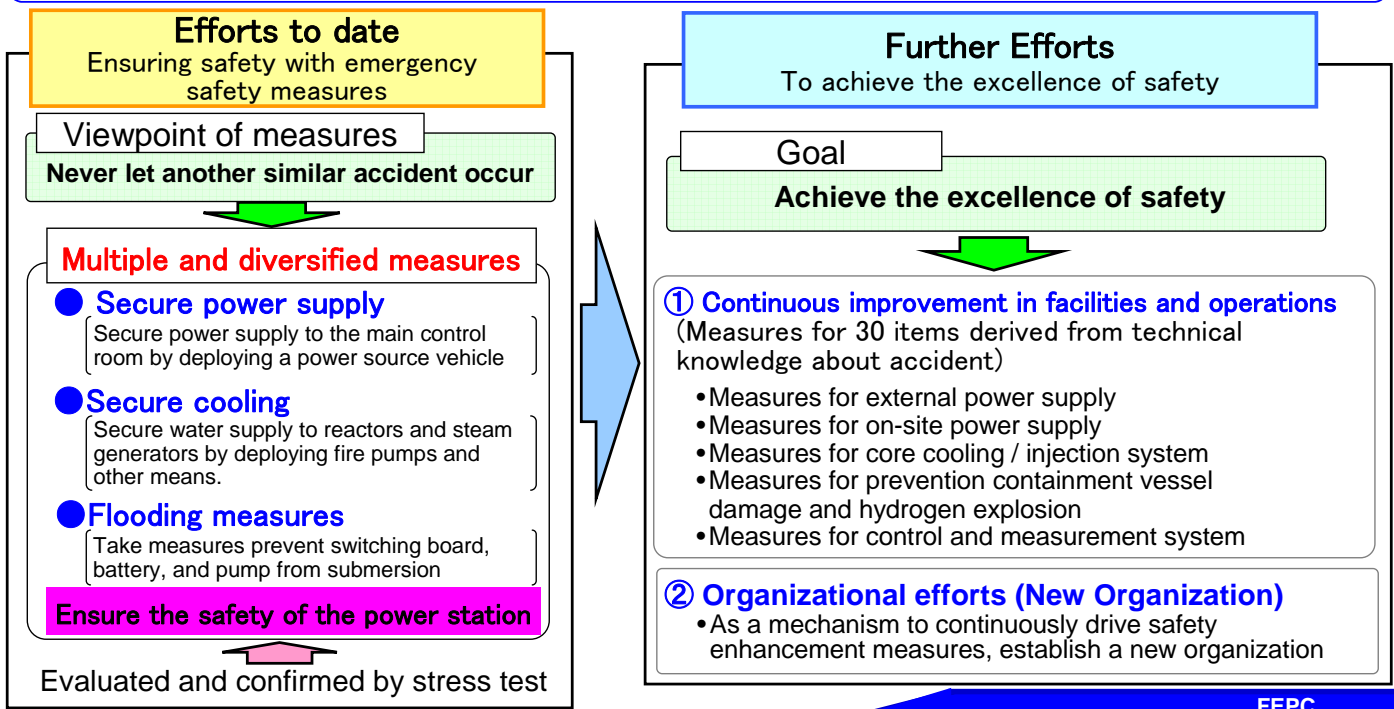 Efforts to date
Ensuring safety with emergency
safety measures
Viewpoint of measures
Never let another similar accident occur
Multiple and diversified measures
● Secure power supply
Secure power supply to the main control
room by deploying a power source vehicle
●Secure cooling
Secure water supply to reactors and steam
generators by deploying fire pumps and
other means.
●Flooding measures
Take measures prevent switching board,
battery, and pump from submersion
Ensure the safety of the power station
Evaluated and confirmed by stress test
Further Efforts
To achieve the excellence of safety
Goal
Achieve the excellence of safety
① Continuous improvement in facilities and operations
(Measures for 30 items derived from technical
knowledge about accident)
•Measures for external power supply
•Measures for on-site power supply
•Measures for core cooling / injection system
•Measures for prevention containment vessel
damage and hydrogen explosion
•Measures for control and measurement system
② Organizational efforts (New Organization)
•As a mechanism to continuously drive safety
enhancement measures, establish a new organization
FEPC